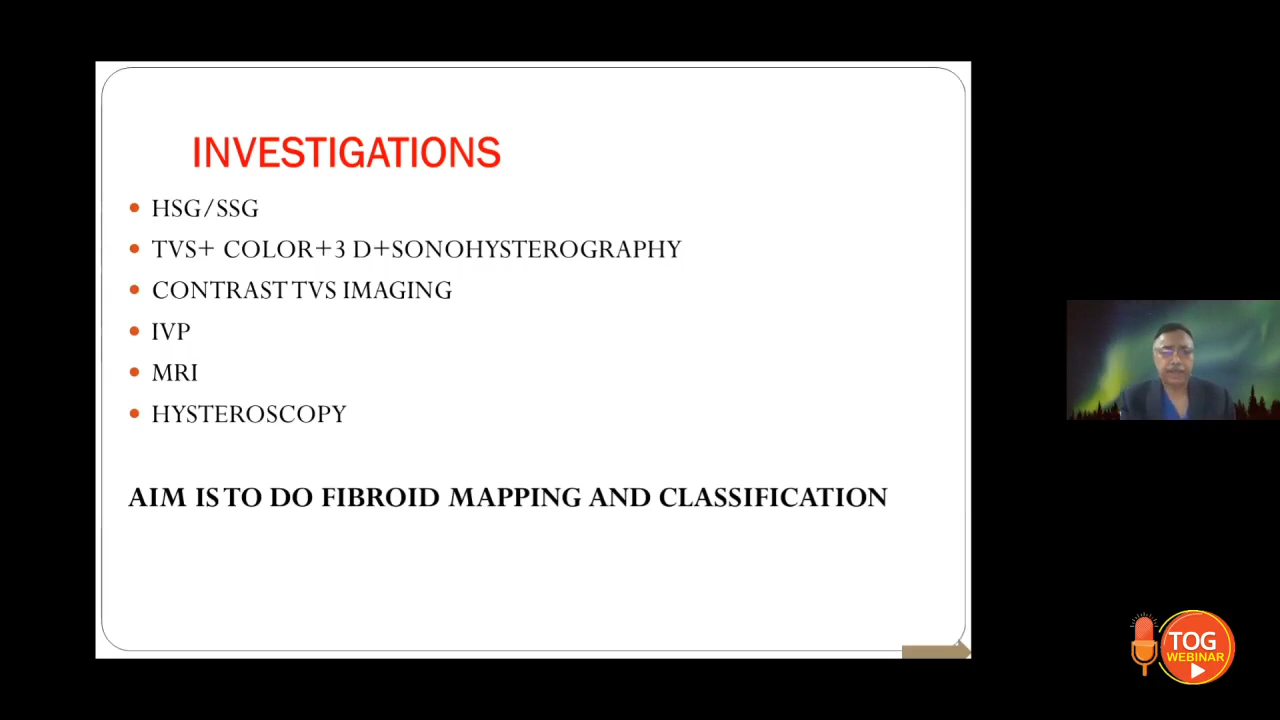 INVESTIGATIONS
HSG/SSG
TVS+ COLOR+3 D+SONOHYSTEROGRAPHY
CONTRAST TVS IMAGING
IVP
MRI
HYSTEROSCOPY
AIM IS TO DO FIBROID MAPPING AND CLASSIFICATION
TOG
WEBINAR